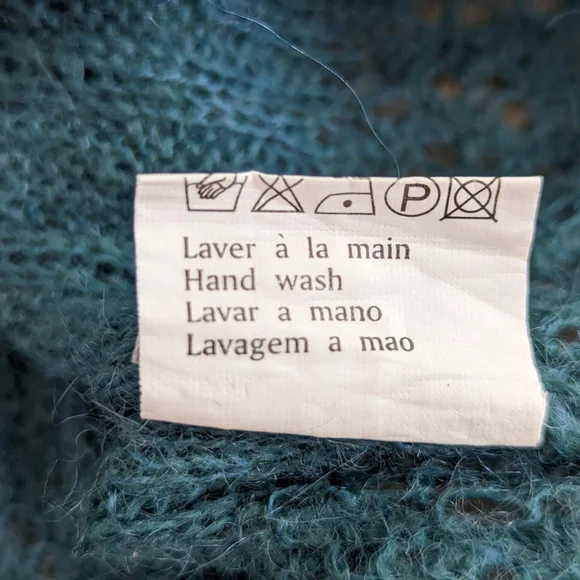 P
Laver à la main
Hand wash
Lavar a mano
Lavagem a mao